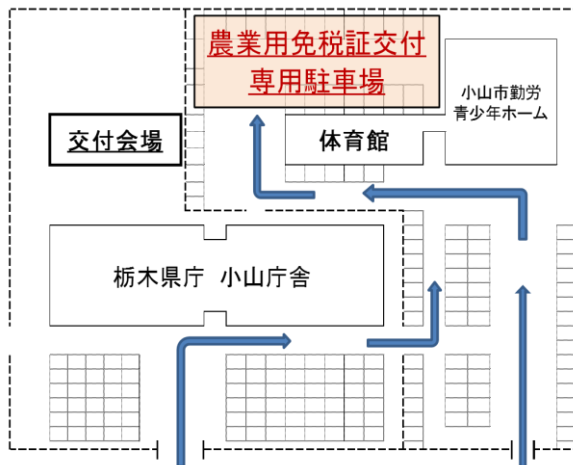 農業用免税証交付
専用駐車場
小山市勤労
青少年ホーム
交付会場
体育館
栃木県庁 小山庁舎